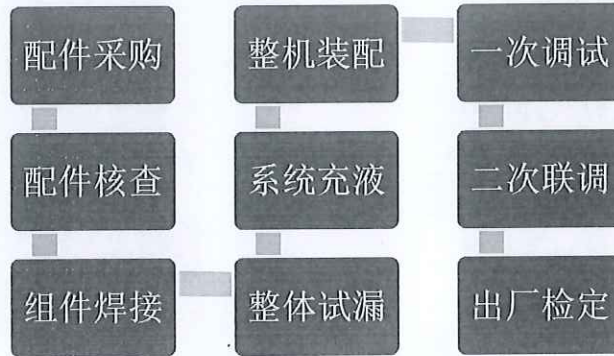 配件采购
整机装配
一次调试
配件核查
系统充液
二次联调
组件焊接
整体试漏
出厂检定